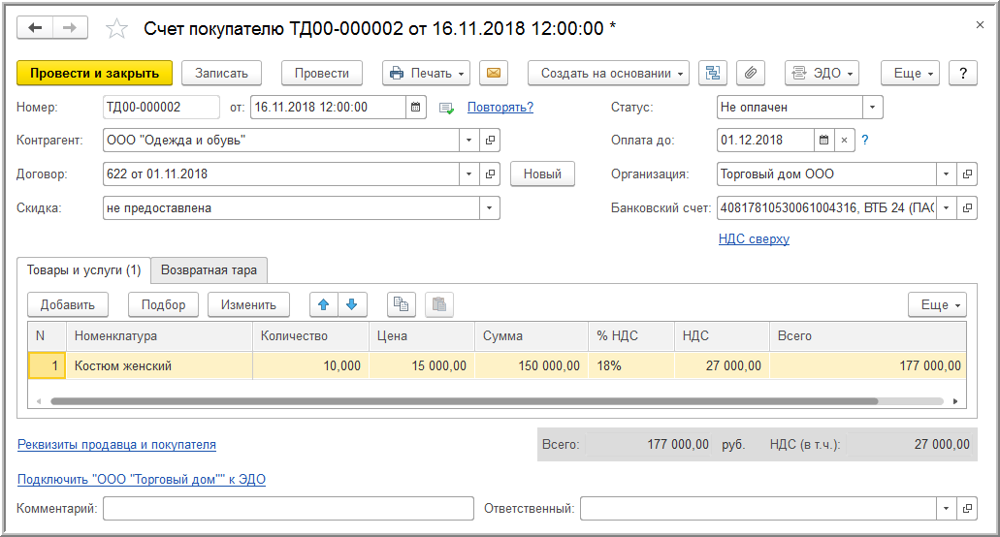 Счет покупателю ТД00-000002 от 16.11.2018 12:00:00 *
Провести и закрыть Записать Провести Печать Создать на основании ЭДО Еще ?
Номер: ТД00-000002 от: 16.11.2018 12:00:00 Повторять? Статус: Не оплачен
Контрагент: ООО "Одежда и обувь" Оплата до: 01.12.2018 ?
Договор: 622 от 01.11.2018 Новый Организация: Торговый дом ООО
Скидка: не предоставлена Банковский счет: 40817810530061004316, ВТБ 24 (ПАО
НДС сверху
Товары и услуги (1) Возвратная тара
Добавить Подбор Изменить Еще
N Номенклатура Количество Цена Сумма % НДС НДС Всего
1 Костюм женский 10,000 15 000,00 150 000,00 18% 27 000,00 177 000,00
Реквизиты продавца и покупателя Всего: 177 000,00 руб. НДС (в т.ч.): 27 000,00
Подключить "ООО "Торговый дом"" к ЭДО
Комментарий: Ответственный: